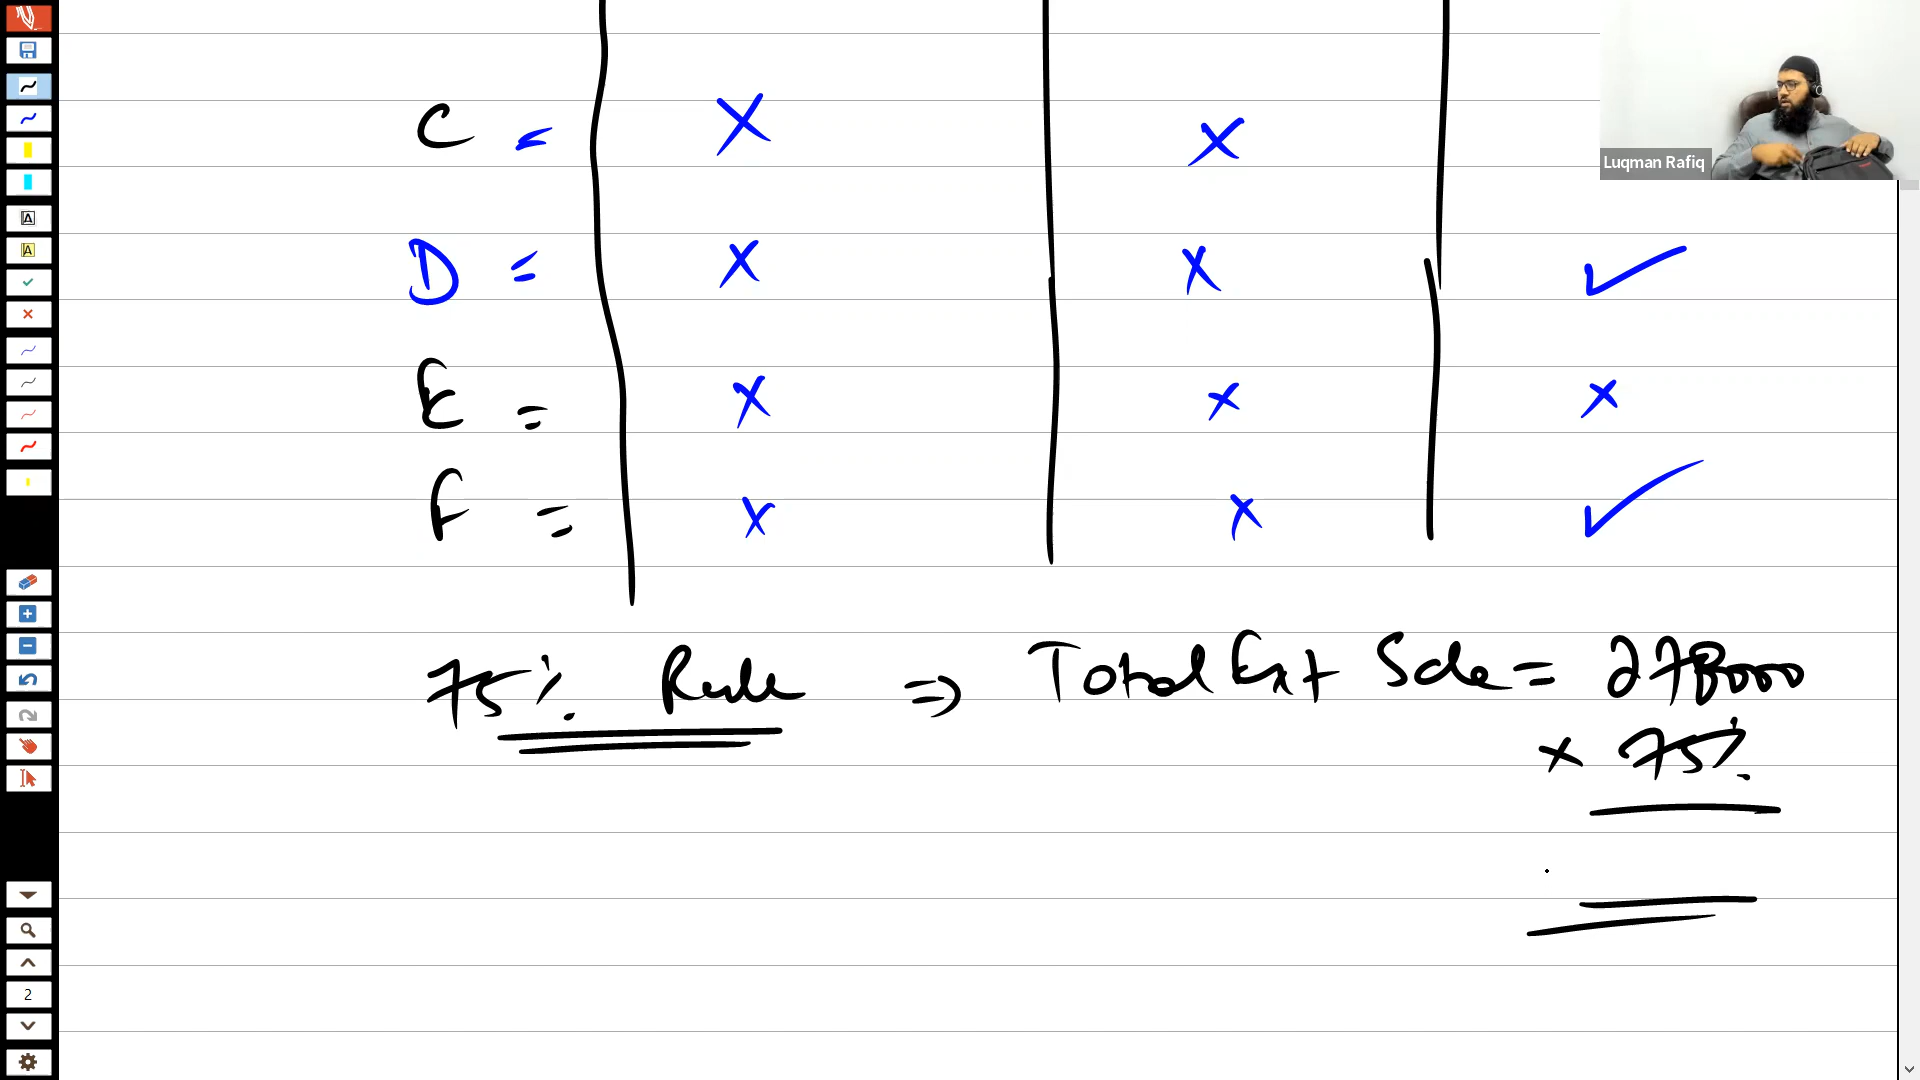 C = X X
Luqman Rafiq
D = X X ✓
E = X X X
F = X X ✓
75% Rule ⇒ Total Ext Sale = 278000
X 75%
2